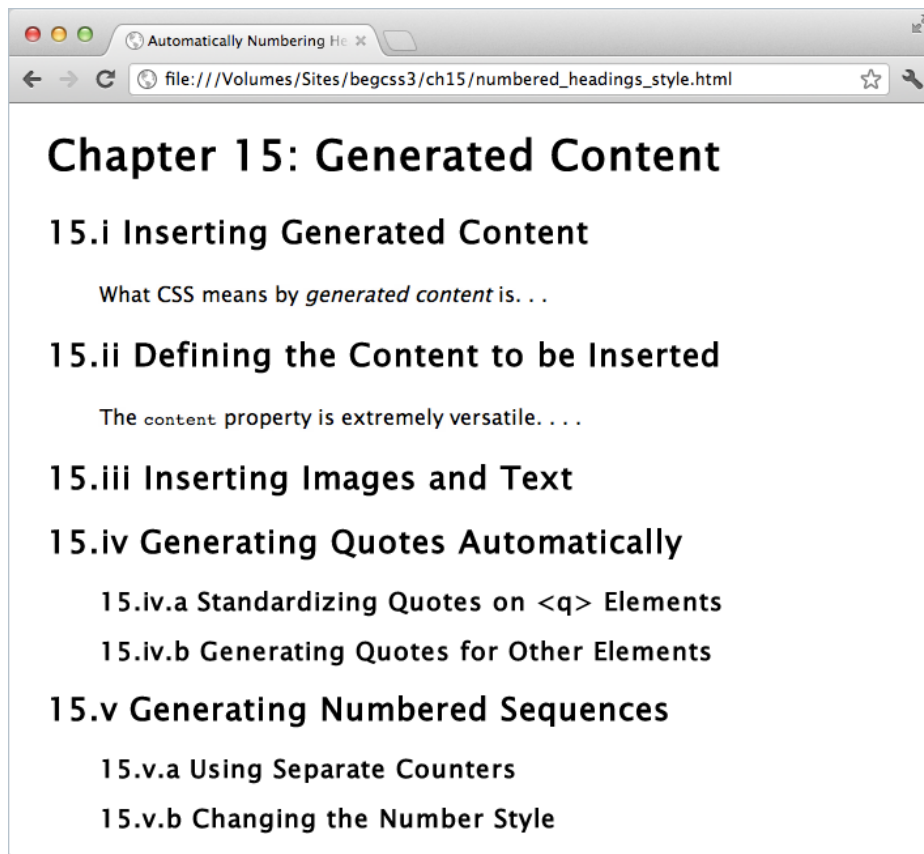 Automatically Numbering He
file:///Volumes/Sites/begcss3/ch15/numbered_headings_style.html
Chapter 15: Generated Content
15.i Inserting Generated Content
What CSS means by generated content is. . .
15.ii Defining the Content to be Inserted
The content property is extremely versatile. . . .
15.iii Inserting Images and Text
15.iv Generating Quotes Automatically
15.iv.a Standardizing Quotes on <q> Elements
15.iv.b Generating Quotes for Other Elements
15.v Generating Numbered Sequences
15.v.a Using Separate Counters
15.v.b Changing the Number Style